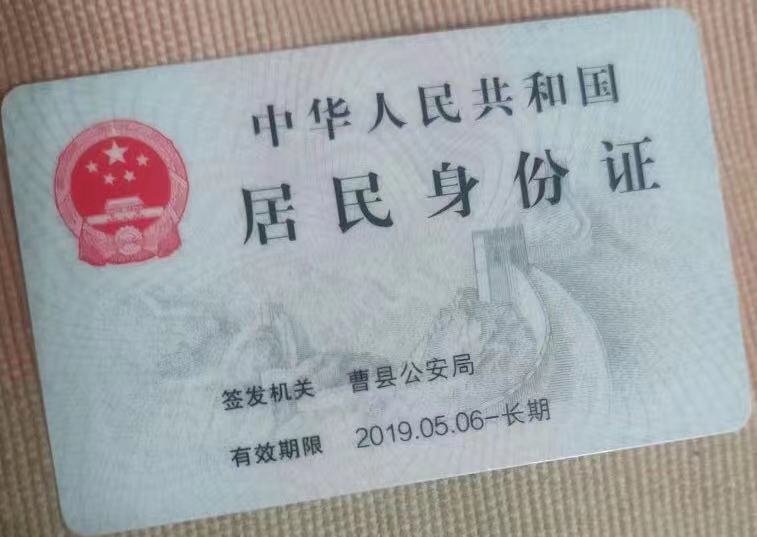 中华人民共和国
居民身份证
签发机关 曹县公安局
有效期限 2019.05.06-长期